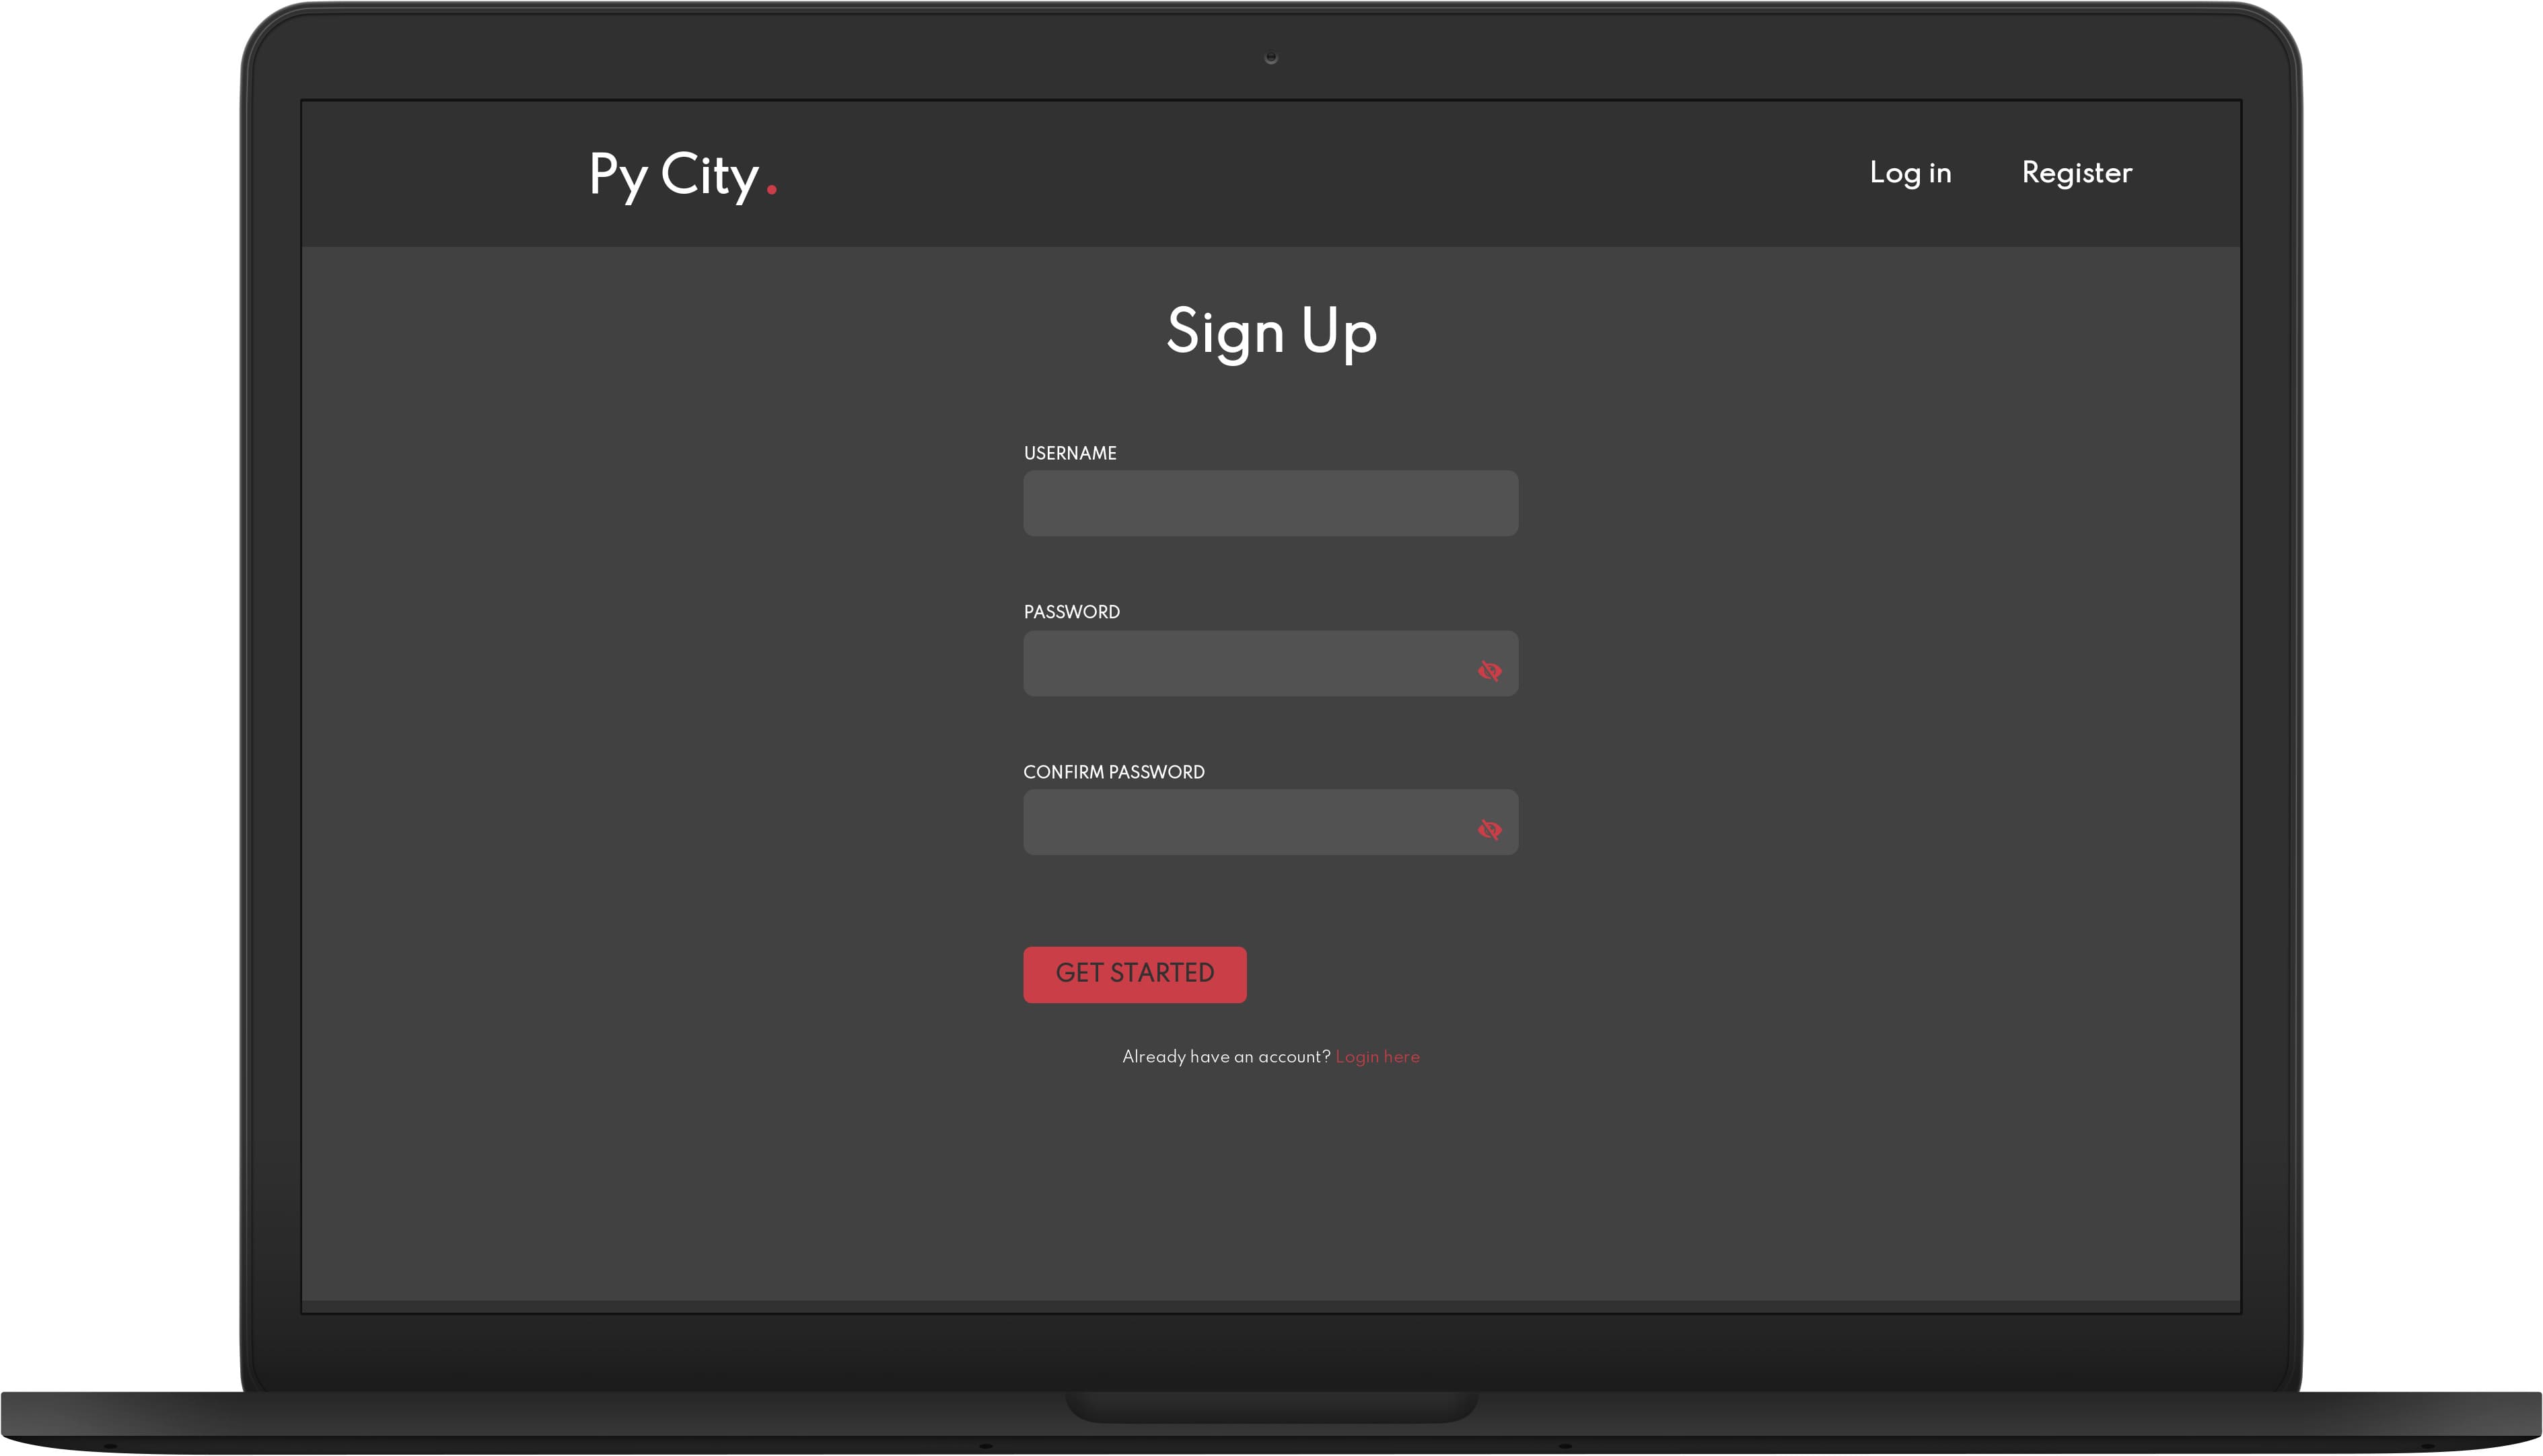 Py City.
Log in Register
Sign Up
USERNAME
PASSWORD
CONFIRM PASSWORD
GET STARTED
Already have an account? Login here